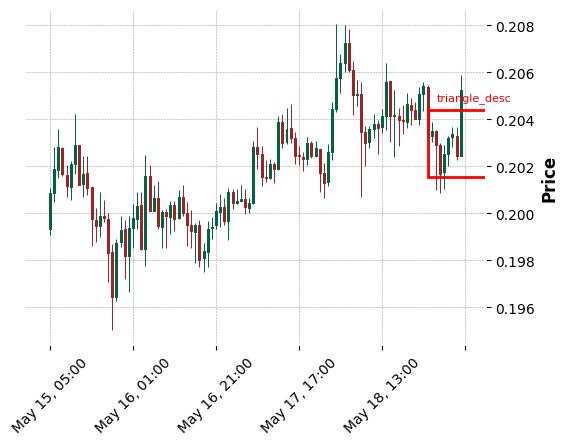 0.208
0.206
triangle_desc
0.204
0.202
0.200
0.198
0.196
Price
May 15, 05:00
May 16, 01:00
May 16, 21:00
May 17, 17:00
May 18, 13:00